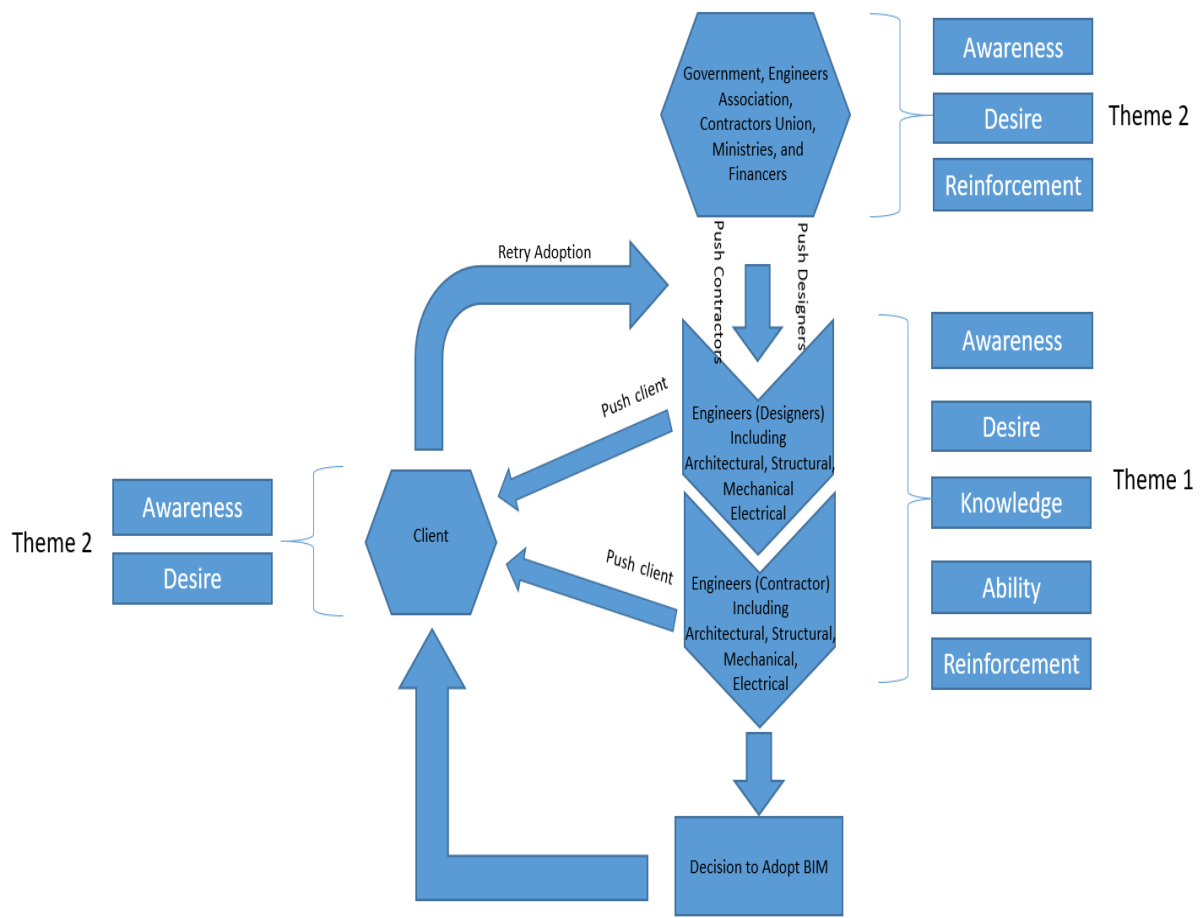 Government, Engineers
Association,
Contractors Union,
Ministries, and
Financers
Awareness
Desire
Reinforcement
Theme 2
Push Contractors
Push Designers
Retry Adoption
Engineers (Designers)
Including
Architectural, Structural,
Mechanical
Electrical
Push client
Awareness
Desire
Knowledge
Ability
Reinforcement
Theme 1
Theme 2
Awareness
Desire
Client
Push client
Engineers (Contractor)
Including
Architectural, Structural,
Mechanical,
Electrical
Decision to Adopt BIM